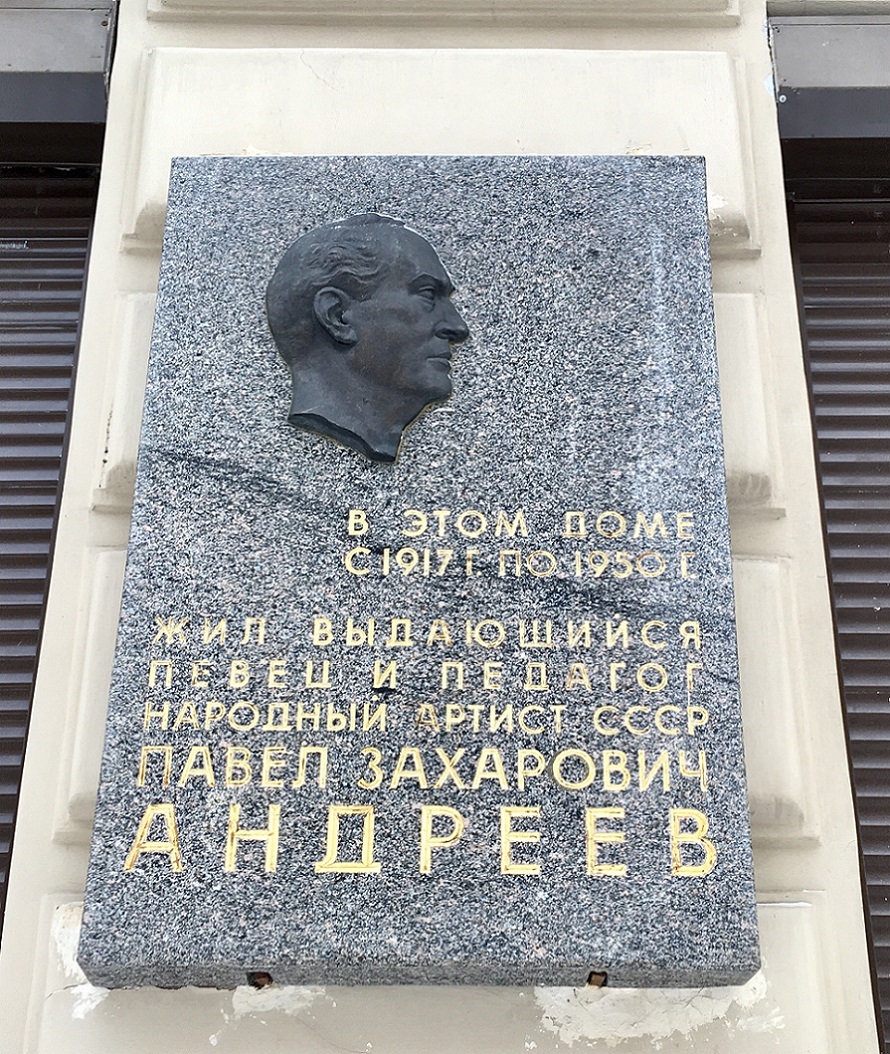 В ЭТОМ ДОМЕ
С 1917 Г. ПО 1950 Г.
ЖИЛ ВЫДАЮЩИЙСЯ
ПЕВЕЦ И ПЕДАГОГ
НАРОДНЫЙ АРТИСТ СССР
ПАВЕЛ ЗАХАРОВИЧ
АНДРЕЕВ